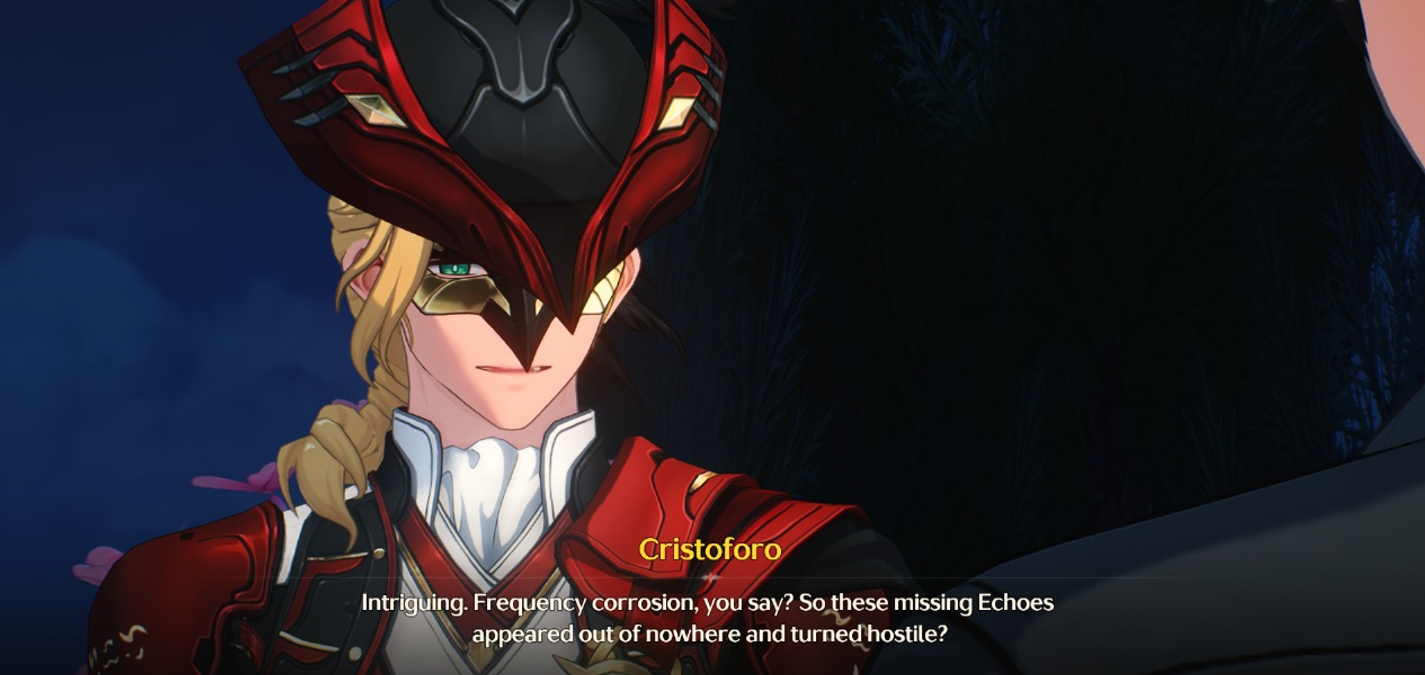 Cristoforo
Intriguing. Frequency corrosion, you say? So these missing Echoes
appeared out of nowhere and turned hostile?